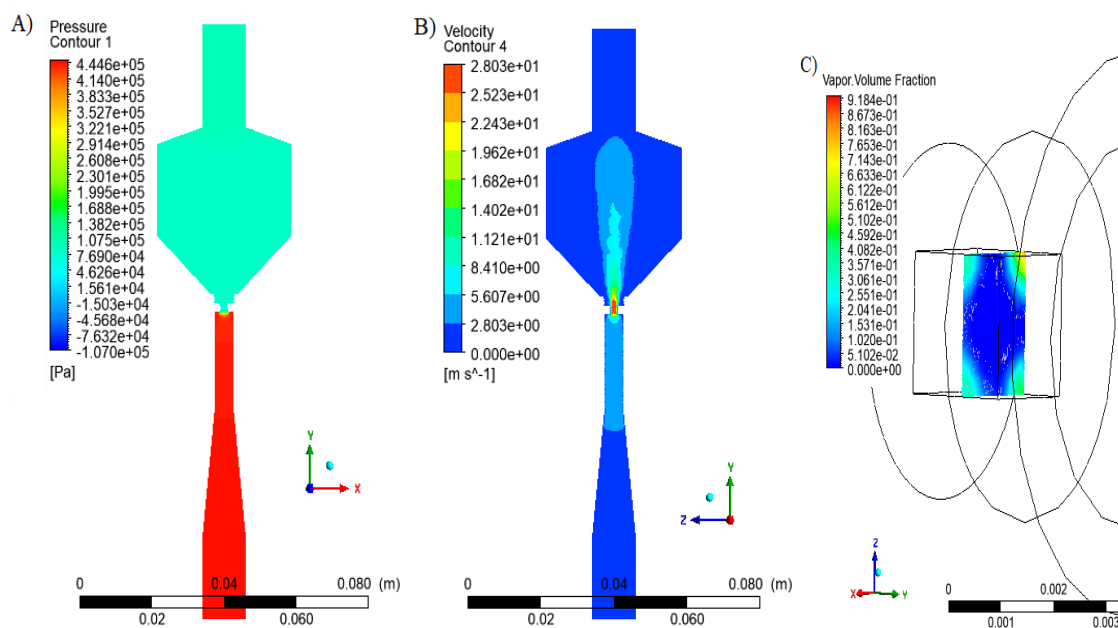 A)
Pressure
Contour 1
4.446e+05
4.140e+05
3.833e+05
3.527e+05
3.221e+05
2.914e+05
2.608e+05
2.301e+05
1.995e+05
1.688e+05
1.382e+05
1.075e+05
7.690e+04
4.626e+04
1.561e+04
-1.503e+04
-4.568e+04
-7.632e+04
-1.070e+05
[Pa]
Y
X
0 0.04 0.080 (m)
0.02 0.060
B)
Velocity
Contour 4
2.803e+01
2.523e+01
2.243e+01
1.962e+01
1.682e+01
1.402e+01
1.121e+01
8.410e+00
5.607e+00
2.803e+00
0.000e+00
[m s^-1]
Y
Z
0 0.04 0.080 (m)
0.02 0.060
C)
Vapor.Volume Fraction
9.184e-01
8.673e-01
8.163e-01
7.653e-01
7.143e-01
6.633e-01
6.122e-01
5.612e-01
5.102e-01
4.592e-01
4.082e-01
3.571e-01
3.061e-01
2.551e-01
2.041e-01
1.531e-01
1.020e-01
5.102e-02
0.000e+00
Z
X Y
0 0.002
0.001 0.003